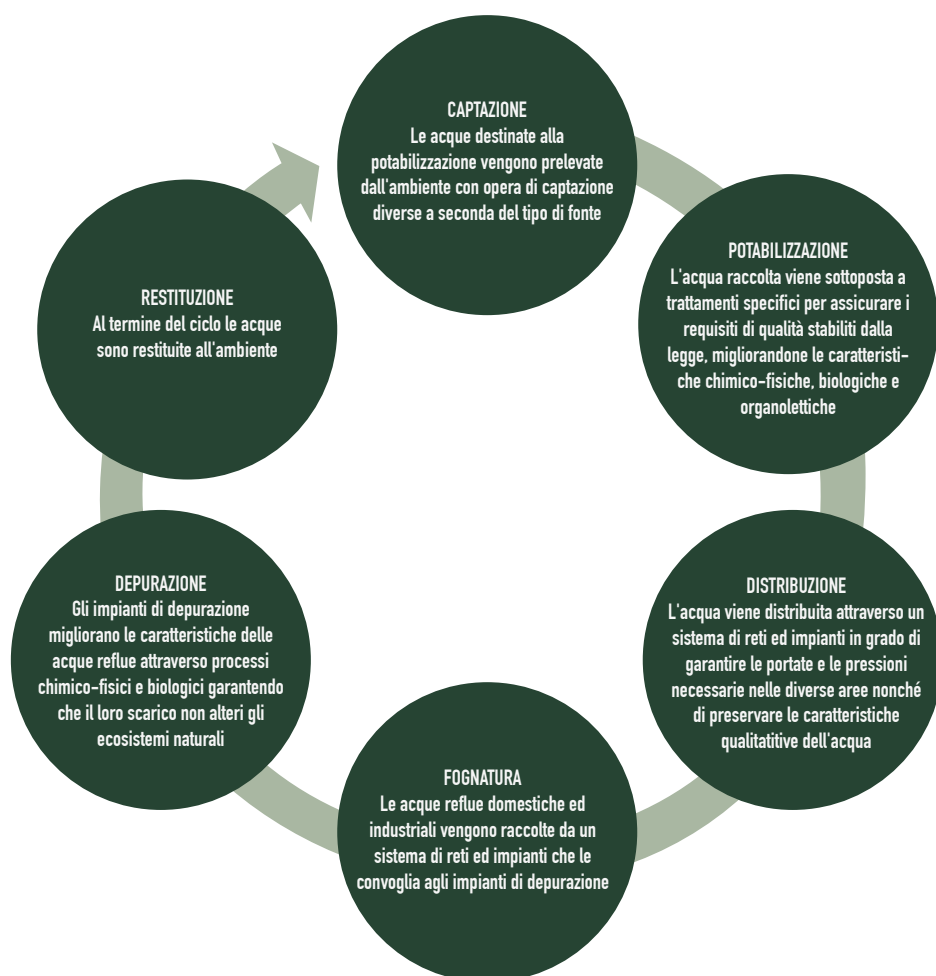 CAPTAZIONE
Le acque destinate alla
potabilizzazione vengono prelevate
dall'ambiente con opera di captazione
diverse a seconda del tipo di fonte
POTABILIZZAZIONE
L'acqua raccolta viene sottoposta a
trattamenti specifici per assicurare i
requisiti di qualità stabiliti dalla
legge, migliorandone le caratteristi-
che chimico-fisiche, biologiche e
organolettiche
DISTRIBUZIONE
L'acqua viene distribuita attraverso un
sistema di reti ed impianti in grado di
garantire le portate e le pressioni
necessarie nelle diverse aree nonché
di preservare le caratteristiche
qualitatitive dell'acqua
FOGNATURA
Le acque reflue domestiche ed
industriali vengono raccolte da un
sistema di reti ed impianti che le
convoglia agli impianti di depurazione
DEPURAZIONE
Gli impianti di depurazione
migliorano le caratteristiche delle
acque reflue attraverso processi
chimico-fisici e biologici garantendo
che il loro scarico non alteri gli
ecosistemi naturali
RESTITUZIONE
Al termine del ciclo le acque
sono restituite all'ambiente